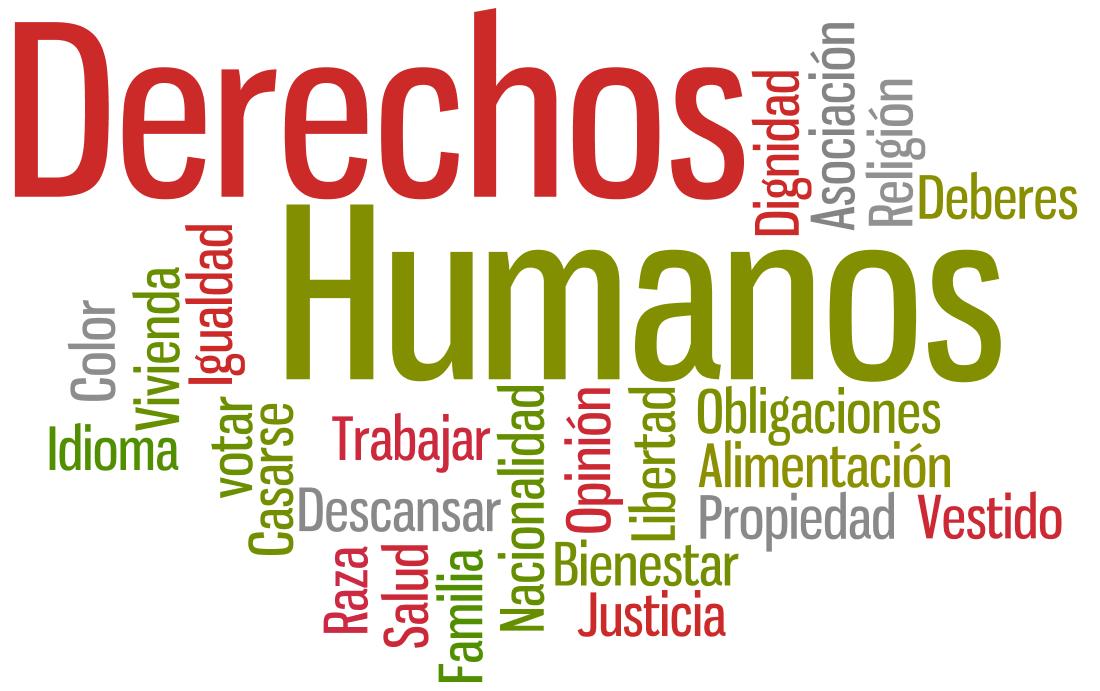 Derechos
Dignidad
Asociación
Religión
Deberes
Humanos
Igualdad
Vivienda
Color
Idioma
votar
Casarse
Trabajar
Descansar
Nacionalidad
Opinión
Libertad
Obligaciones
Alimentación
Propiedad
Vestido
Bienestar
Justicia
Raza
Salud
Familia